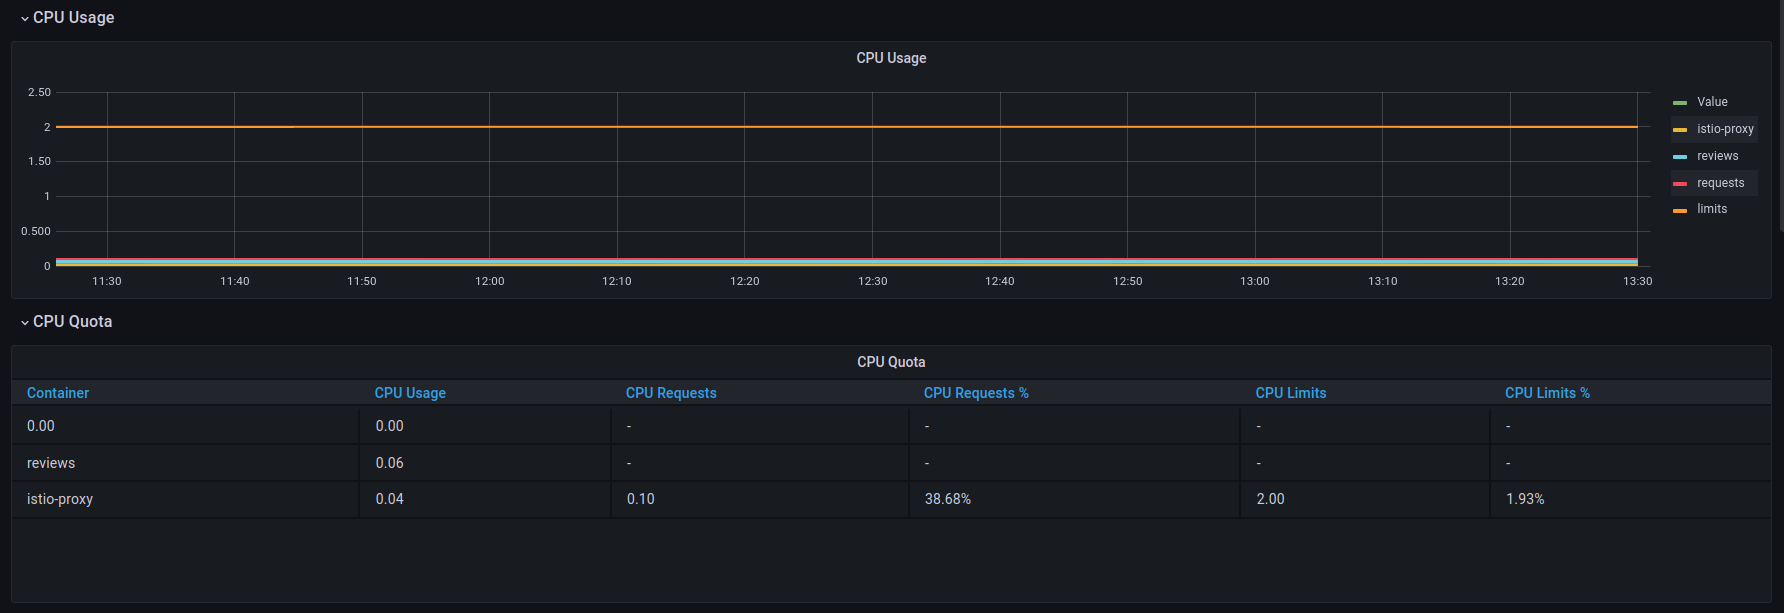 CPU Usage
CPU Usage
2.50
2
1.50
1
0.500
0
11:30 11:40 11:50 12:00 12:10 12:20 12:30 12:40 12:50 13:00 13:10 13:20 13:30
Value
istio-proxy
reviews
requests
limits
CPU Quota
CPU Quota
Container CPU Usage CPU Requests CPU Requests % CPU Limits CPU Limits %
0.00 0.00 - - - -
reviews 0.06 - - - -
istio-proxy 0.04 0.10 38.68% 2.00 1.93%